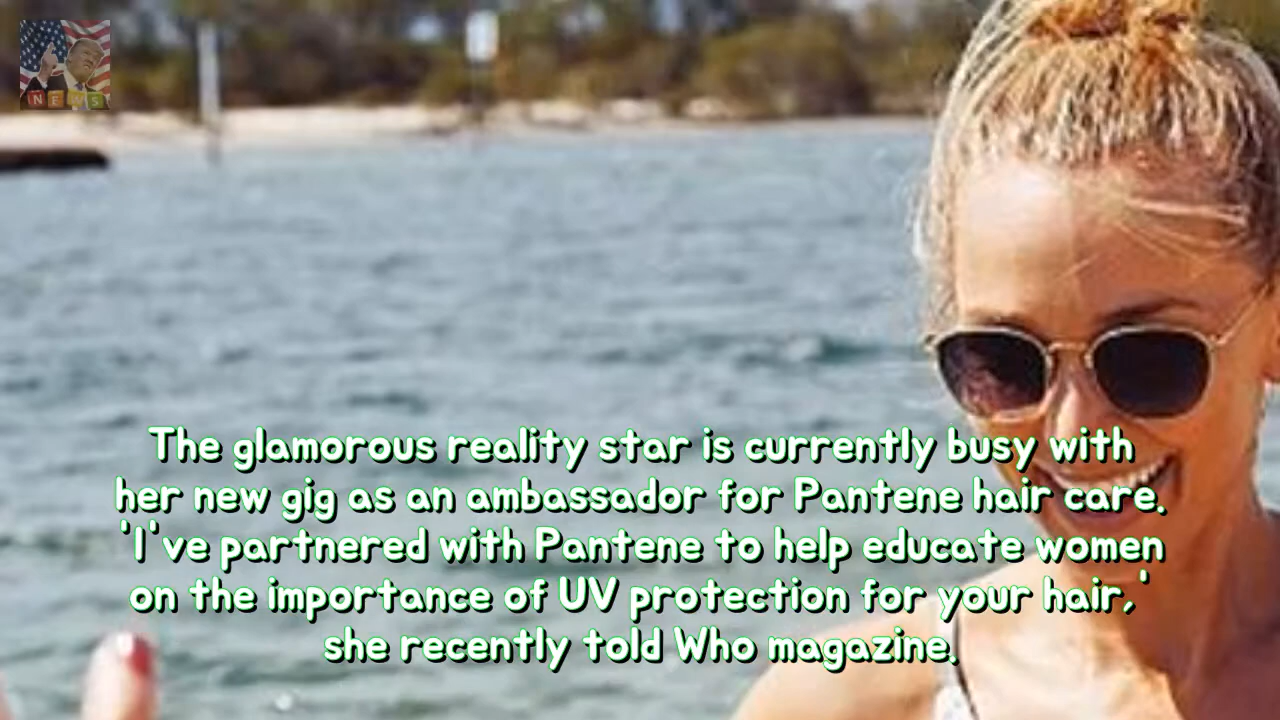 NEWS
The glamorous reality star is currently busy with
her new gig as an ambassador for Pantene hair care.
'I've partnered with Pantene to help educate women
on the importance of UV protection for your hair,'
she recently told Who magazine.